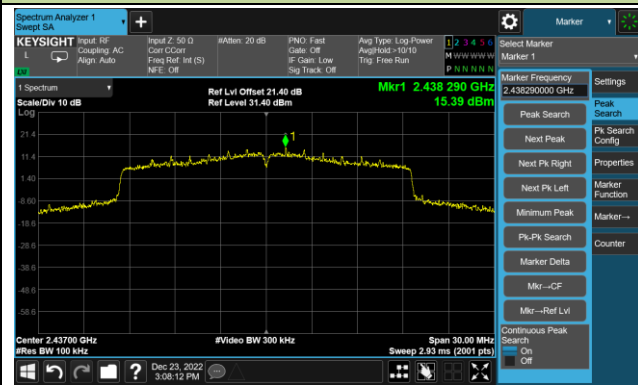 Spectrum Analyzer 1
Swept SA
Marker
KEYSIGHT
L
Input: RF
Coupling: AC
Align: Auto
Input Z: 50 Ω
Corr CCorr
Freq Ref: Int (S)
NFE: Off
#Atten: 20 dB
PNO: Fast
Gate: Off
IF Gain: Low
Sig Track: Off
Avg Type: Log-Power
Avg|Hold:>10/10
Trig: Free Run
1 2 3 4 5 6
M W W W W W
P N N N N N
Select Marker
Marker 1
1 Spectrum
Scale/Div 10 dB
Log
Ref Lvl Offset 21.40 dB
Ref Level 31.40 dBm
Mkr1 2.438 290 GHz
15.39 dBm
1
21.4
11.4
1.40
-8.60
-18.6
-28.6
-38.6
-48.6
-58.6
Center 2.43700 GHz
#Res BW 100 kHz
#Video BW 300 kHz
Span 30.00 MHz
Sweep 2.93 ms (2001 pts)
Marker Frequency
2.438290000 GHz
Peak Search
Next Peak
Next Pk Right
Next Pk Left
Minimum Peak
Pk-Pk Search
Marker Delta
Mkr→CF
Mkr→Ref Lvl
Continuous Peak
Search
On
Off
Settings
Peak
Search
Pk Search
Config
Properties
Marker
Function
Marker→
Counter
Dec 23, 2022
3:08:12 PM